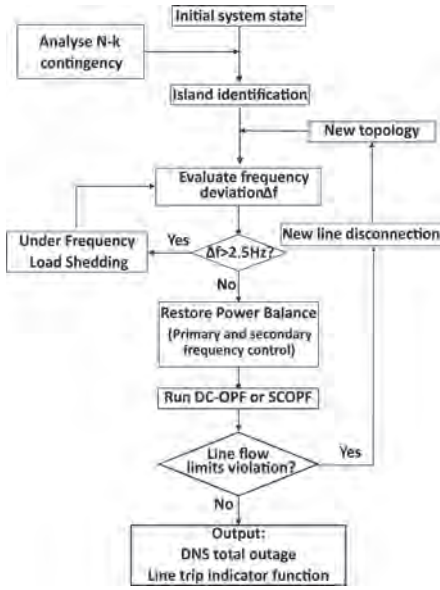 Initial system state
Analyse N-k
contingency
Island identification
New topology
Evaluate frequency
deviationΔf
Under Frequency
Load Shedding
Yes
Δf>2.5Hz?
New line disconnection
No
Restore Power Balance
(Primary and secondary
frequency control)
Run DC-OPF or SCOPF
Line flow
limits violation?
Yes
No
Output:
DNS total outage
Line trip indicator function